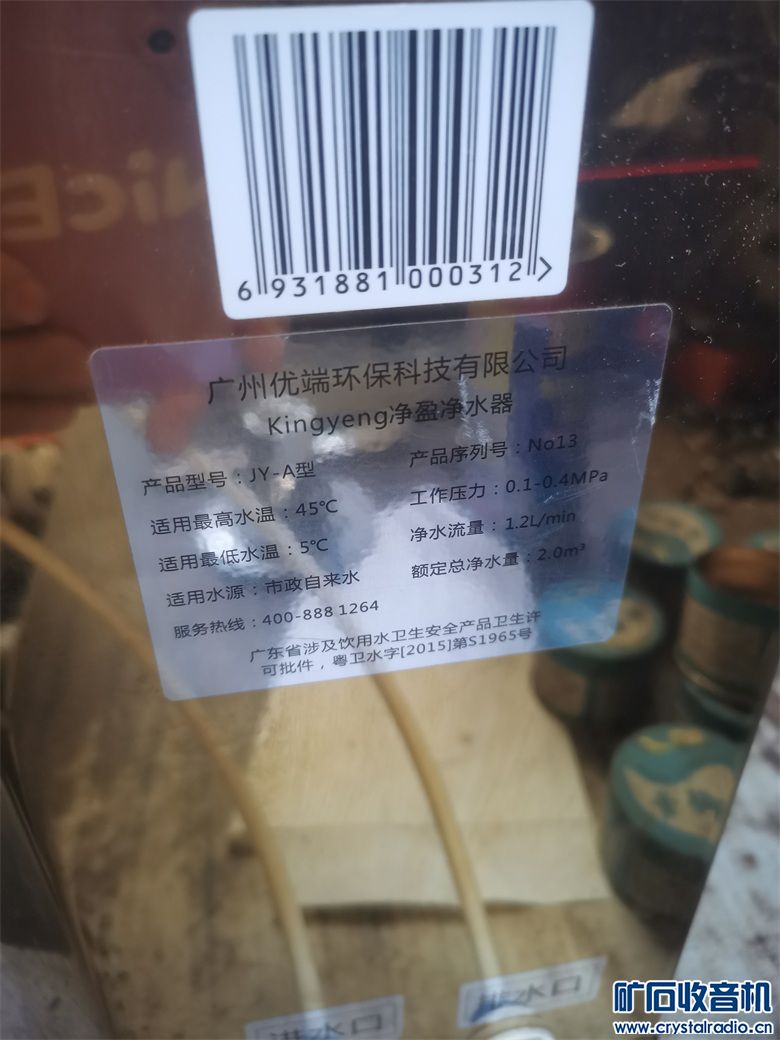 6 931881 000312 >
广州优端环保科技有限公司
Kingyeng净盈净水器
产品型号：JY-A型
产品序列号：No13
适用最高水温：45℃
工作压力：0.1-0.4MPa
适用最低水温：5℃
净水流量：1.2L/min
适用水源：市政自来水
额定总净水量：2.0m³
服务热线：400-888 1264
广东省涉及饮用水卫生安全产品卫生许
可批件，粤卫水字[2015]第S1965号
进水口
排水口
矿石收音机
www.crystalradio.cn